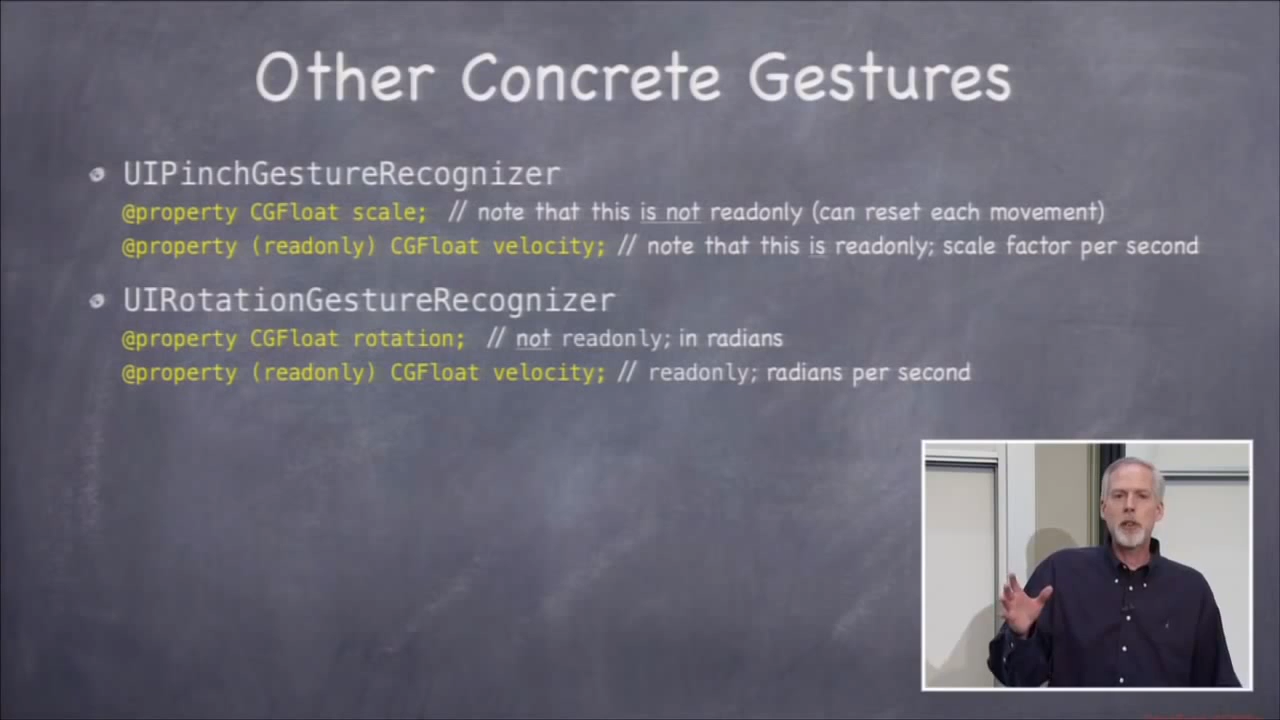 Other Concrete Gestures
UIPinchGestureRecognizer
@property CGFloat scale; // note that this is not readonly (can reset each movement)
@property (readonly) CGFloat velocity; // note that this is readonly; scale factor per second
UIRotationGestureRecognizer
@property CGFloat rotation; // not readonly; in radians
@property (readonly) CGFloat velocity; // readonly; radians per second